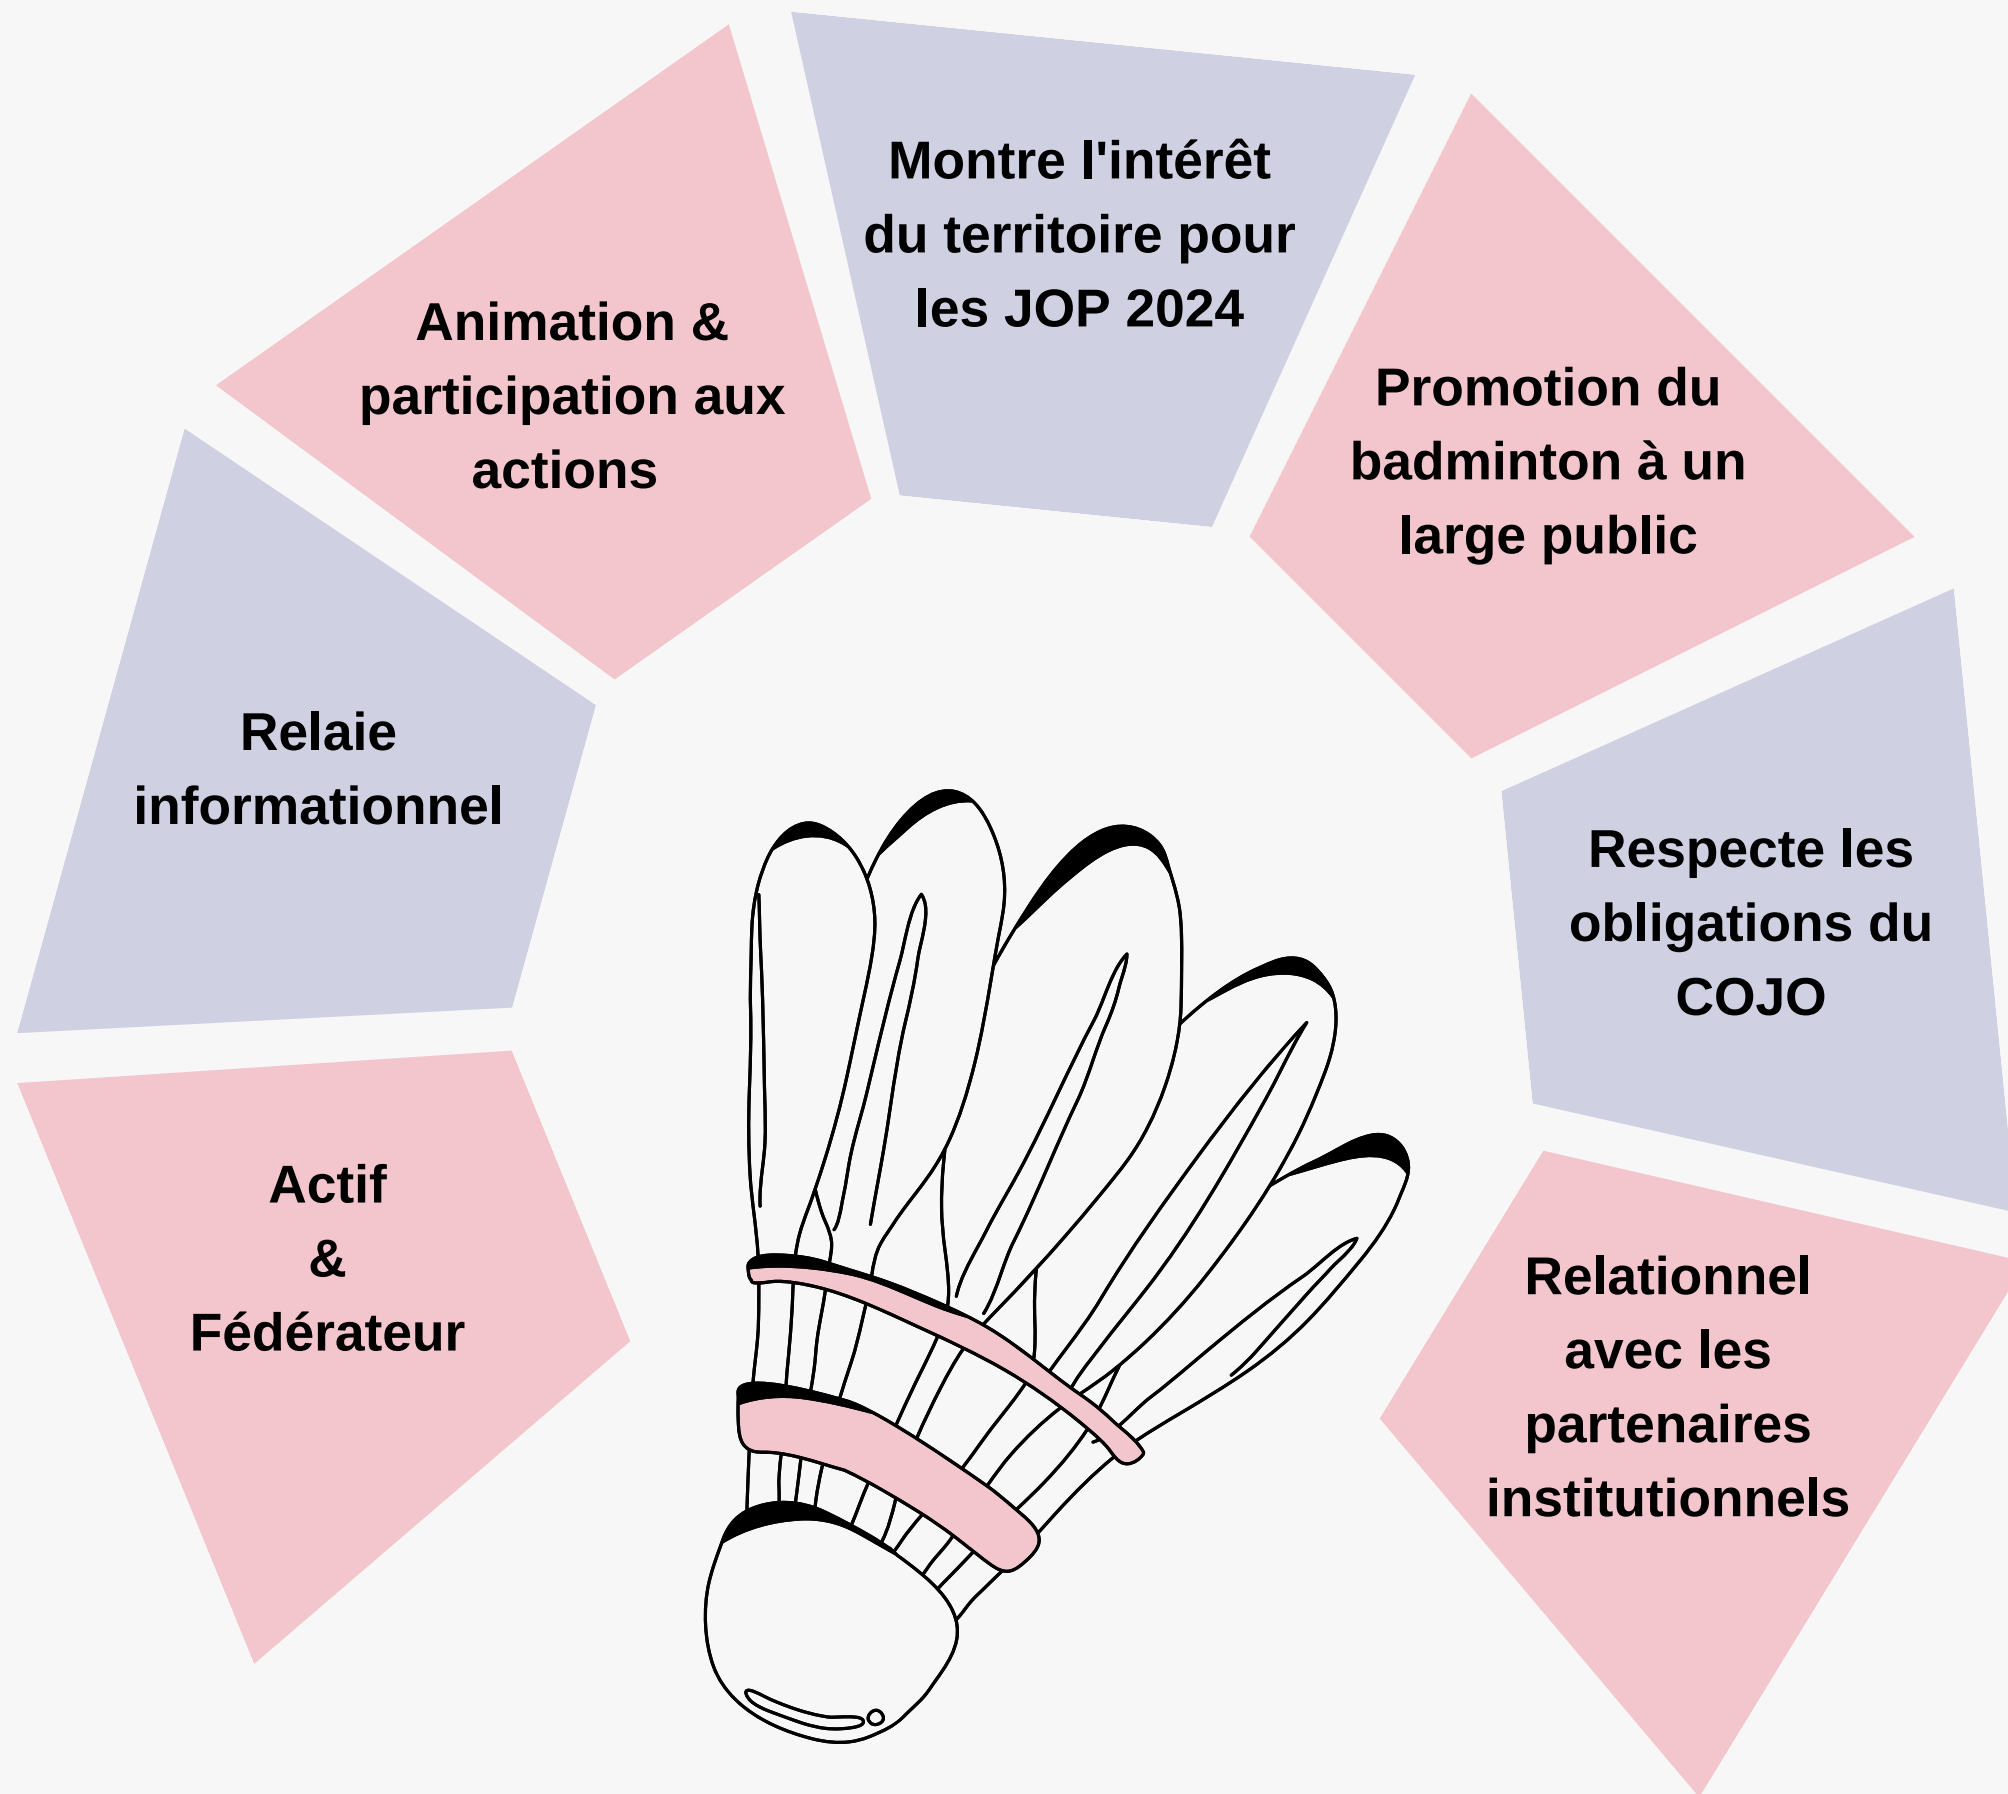 Montre l'intérêt
du territoire pour
les JOP 2024
Animation &
participation aux
actions
Promotion du
badminton à un
large public
Relaie
informationnel
Respecte les
obligations du
COJO
Actif
&
Fédérateur
Relationnel
avec les
partenaires
institutionnels